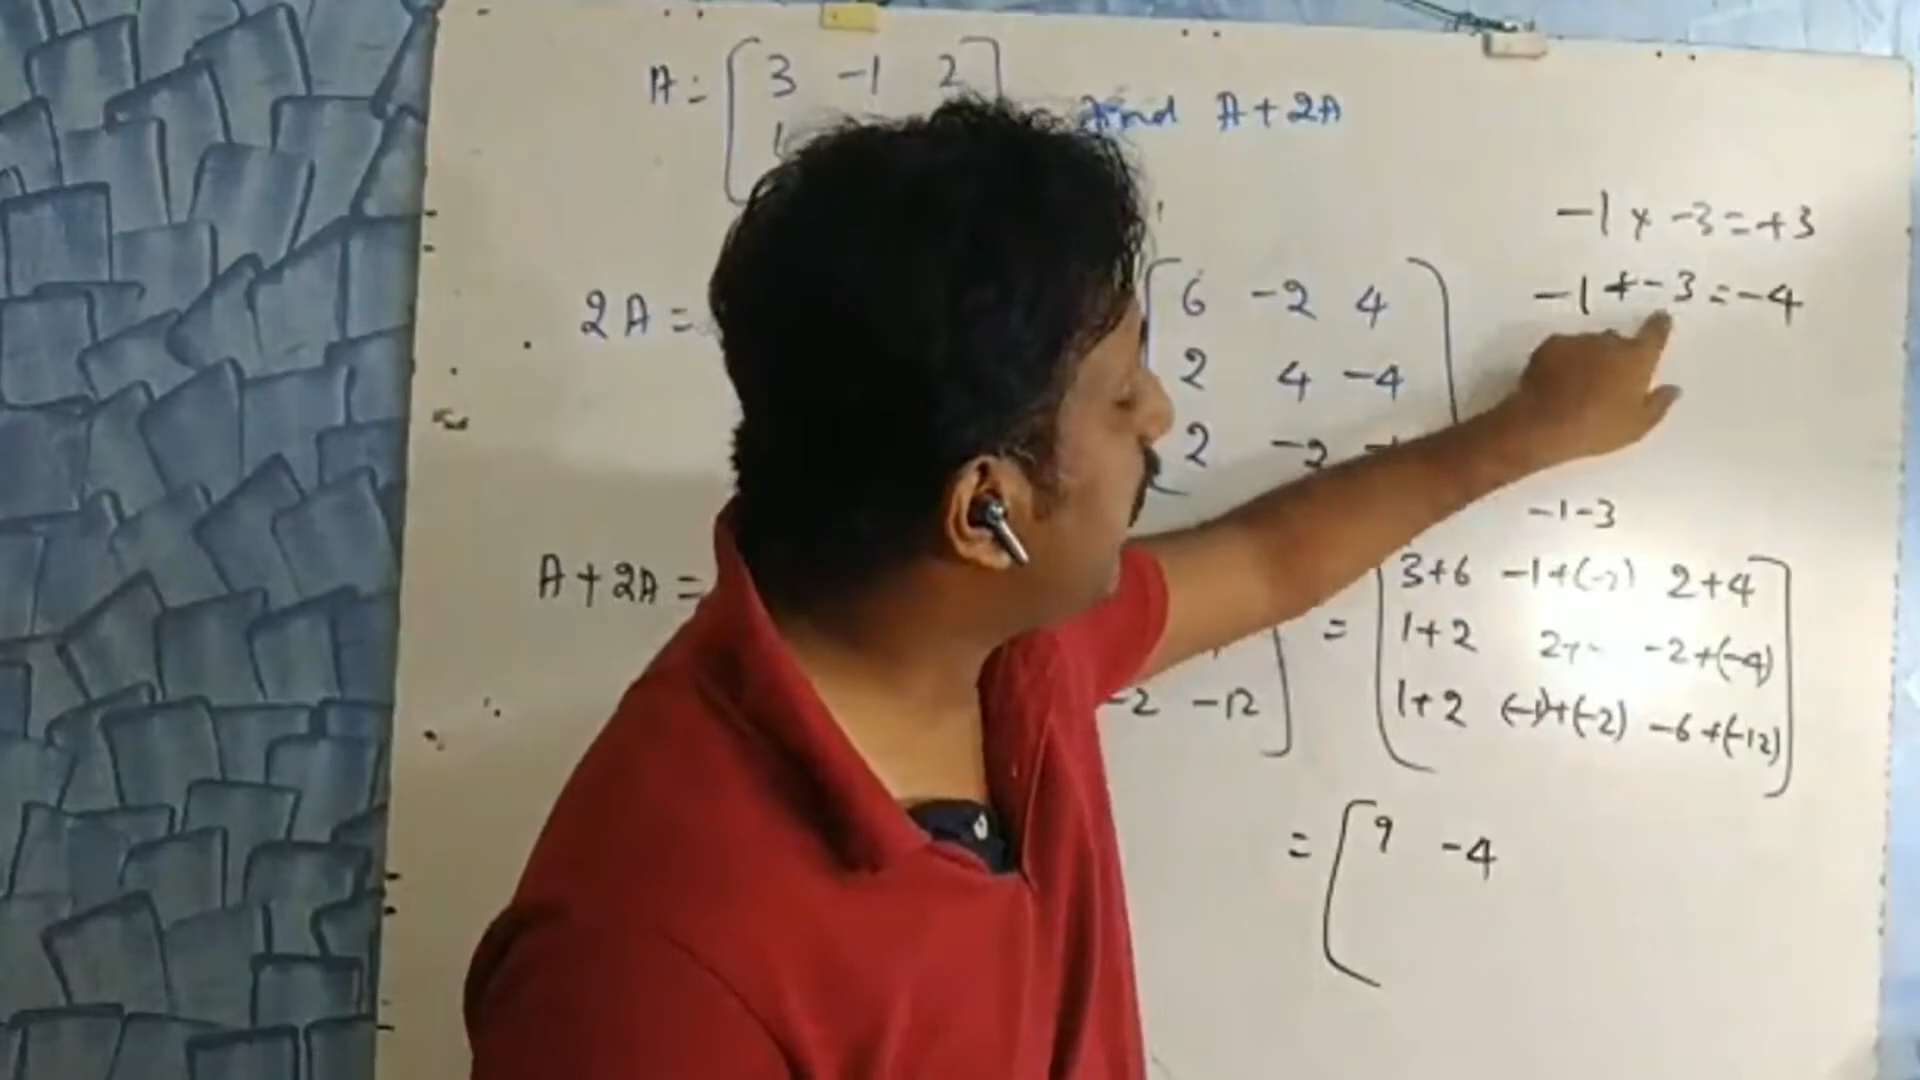 A = [ 3 -1 2 ]
find A + 2A
-1 x -3 = +3
-1 + -3 = -4
2A =
6 -2 4
2 4 -4
2 -2
-1-3
A + 2A =
-2 -12
= [ 3+6 -1+( ) 2+4
1+2 2+ -2+(-4)
1+2 (-1)+(-2) -6+(-12) ]
= [ 9 -4